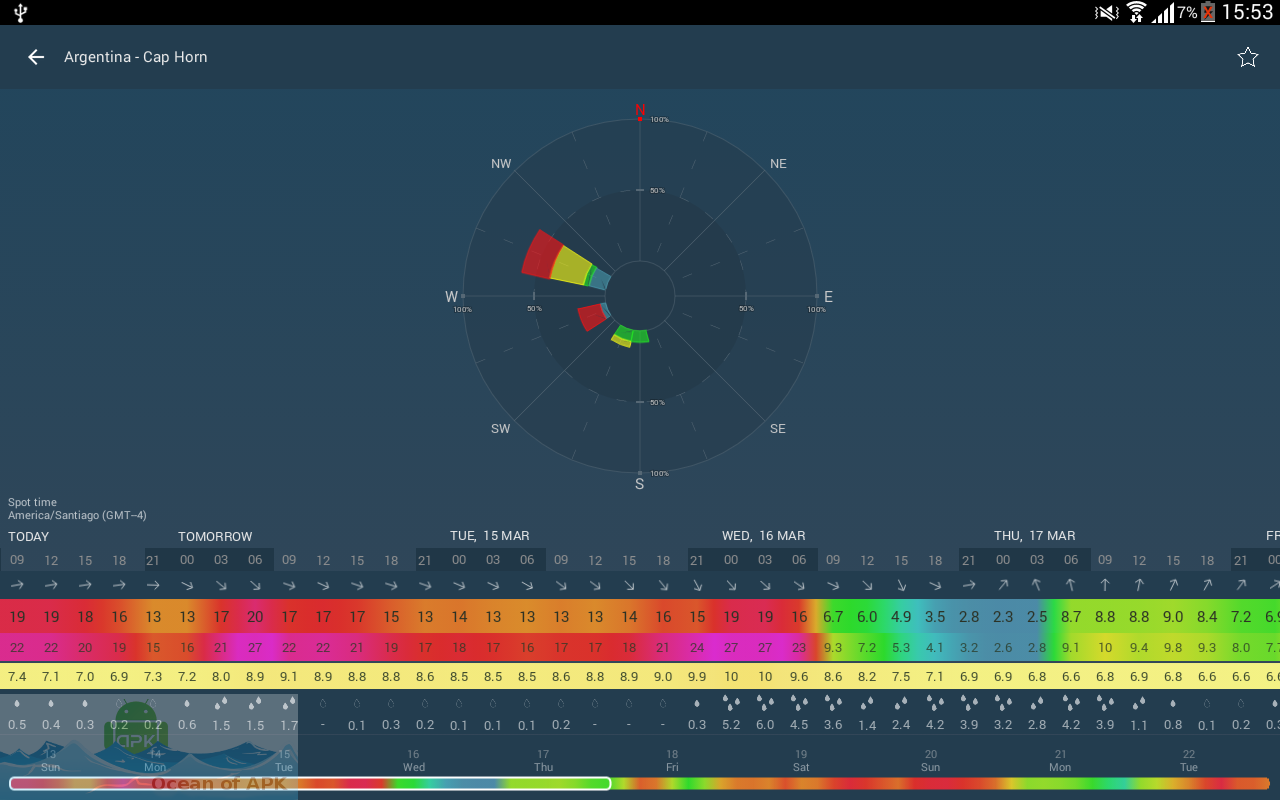 7% 15:53
Argentina - Cap Horn
N
100%
NW NE
50%
W E
100% 50% 50% 100%
50%
SW SE
100%
S
Spot time
America/Santiago (GMT–4)
TODAY TOMORROW TUE, 15 MAR WED, 16 MAR THU, 17 MAR FR
09 12 15 18 21 00 03 06 09 12 15 18 21 00 03 06 09 12 15 18 21 00 03 06 09 12 15 18 21 00 03 06 09 12 15 18 21 00
19 19 18 16 13 13 17 20 17 17 17 15 13 14 13 13 13 13 14 16 15 19 19 16 6.7 6.0 4.9 3.5 2.8 2.3 2.5 8.7 8.8 8.8 9.0 8.4 7.2 6.9
22 22 20 19 15 16 21 27 22 22 21 19 17 18 17 16 17 17 18 21 24 27 27 23 9.3 7.2 5.3 4.1 3.2 2.6 2.8 9.1 10 9.4 9.8 9.3 8.0 7.7
7.4 7.1 7.0 6.9 7.3 7.2 8.0 8.9 9.1 8.9 8.8 8.8 8.6 8.5 8.5 8.5 8.6 8.8 8.9 9.0 9.9 10 10 9.6 8.6 8.2 7.5 7.1 6.9 6.7 6.8 6.6 6.8 6.9 6.8 6.6 6.6 6.6
0.5 0.4 0.3 0.2 0.2 0.6 1.5 1.5 1.7 - 0.1 0.3 0.2 0.1 0.1 0.1 0.2 - - - 0.3 5.2 6.0 4.5 3.6 1.4 2.4 4.2 3.9 3.2 2.8 4.2 3.9 1.1 0.8 0.1 0.2 0.3
apk
13 14 15 16 17 18 19 20 21 22
Sun Mon Tue Wed Thu Fri Sat Sun Mon Tue
Ocean of APK